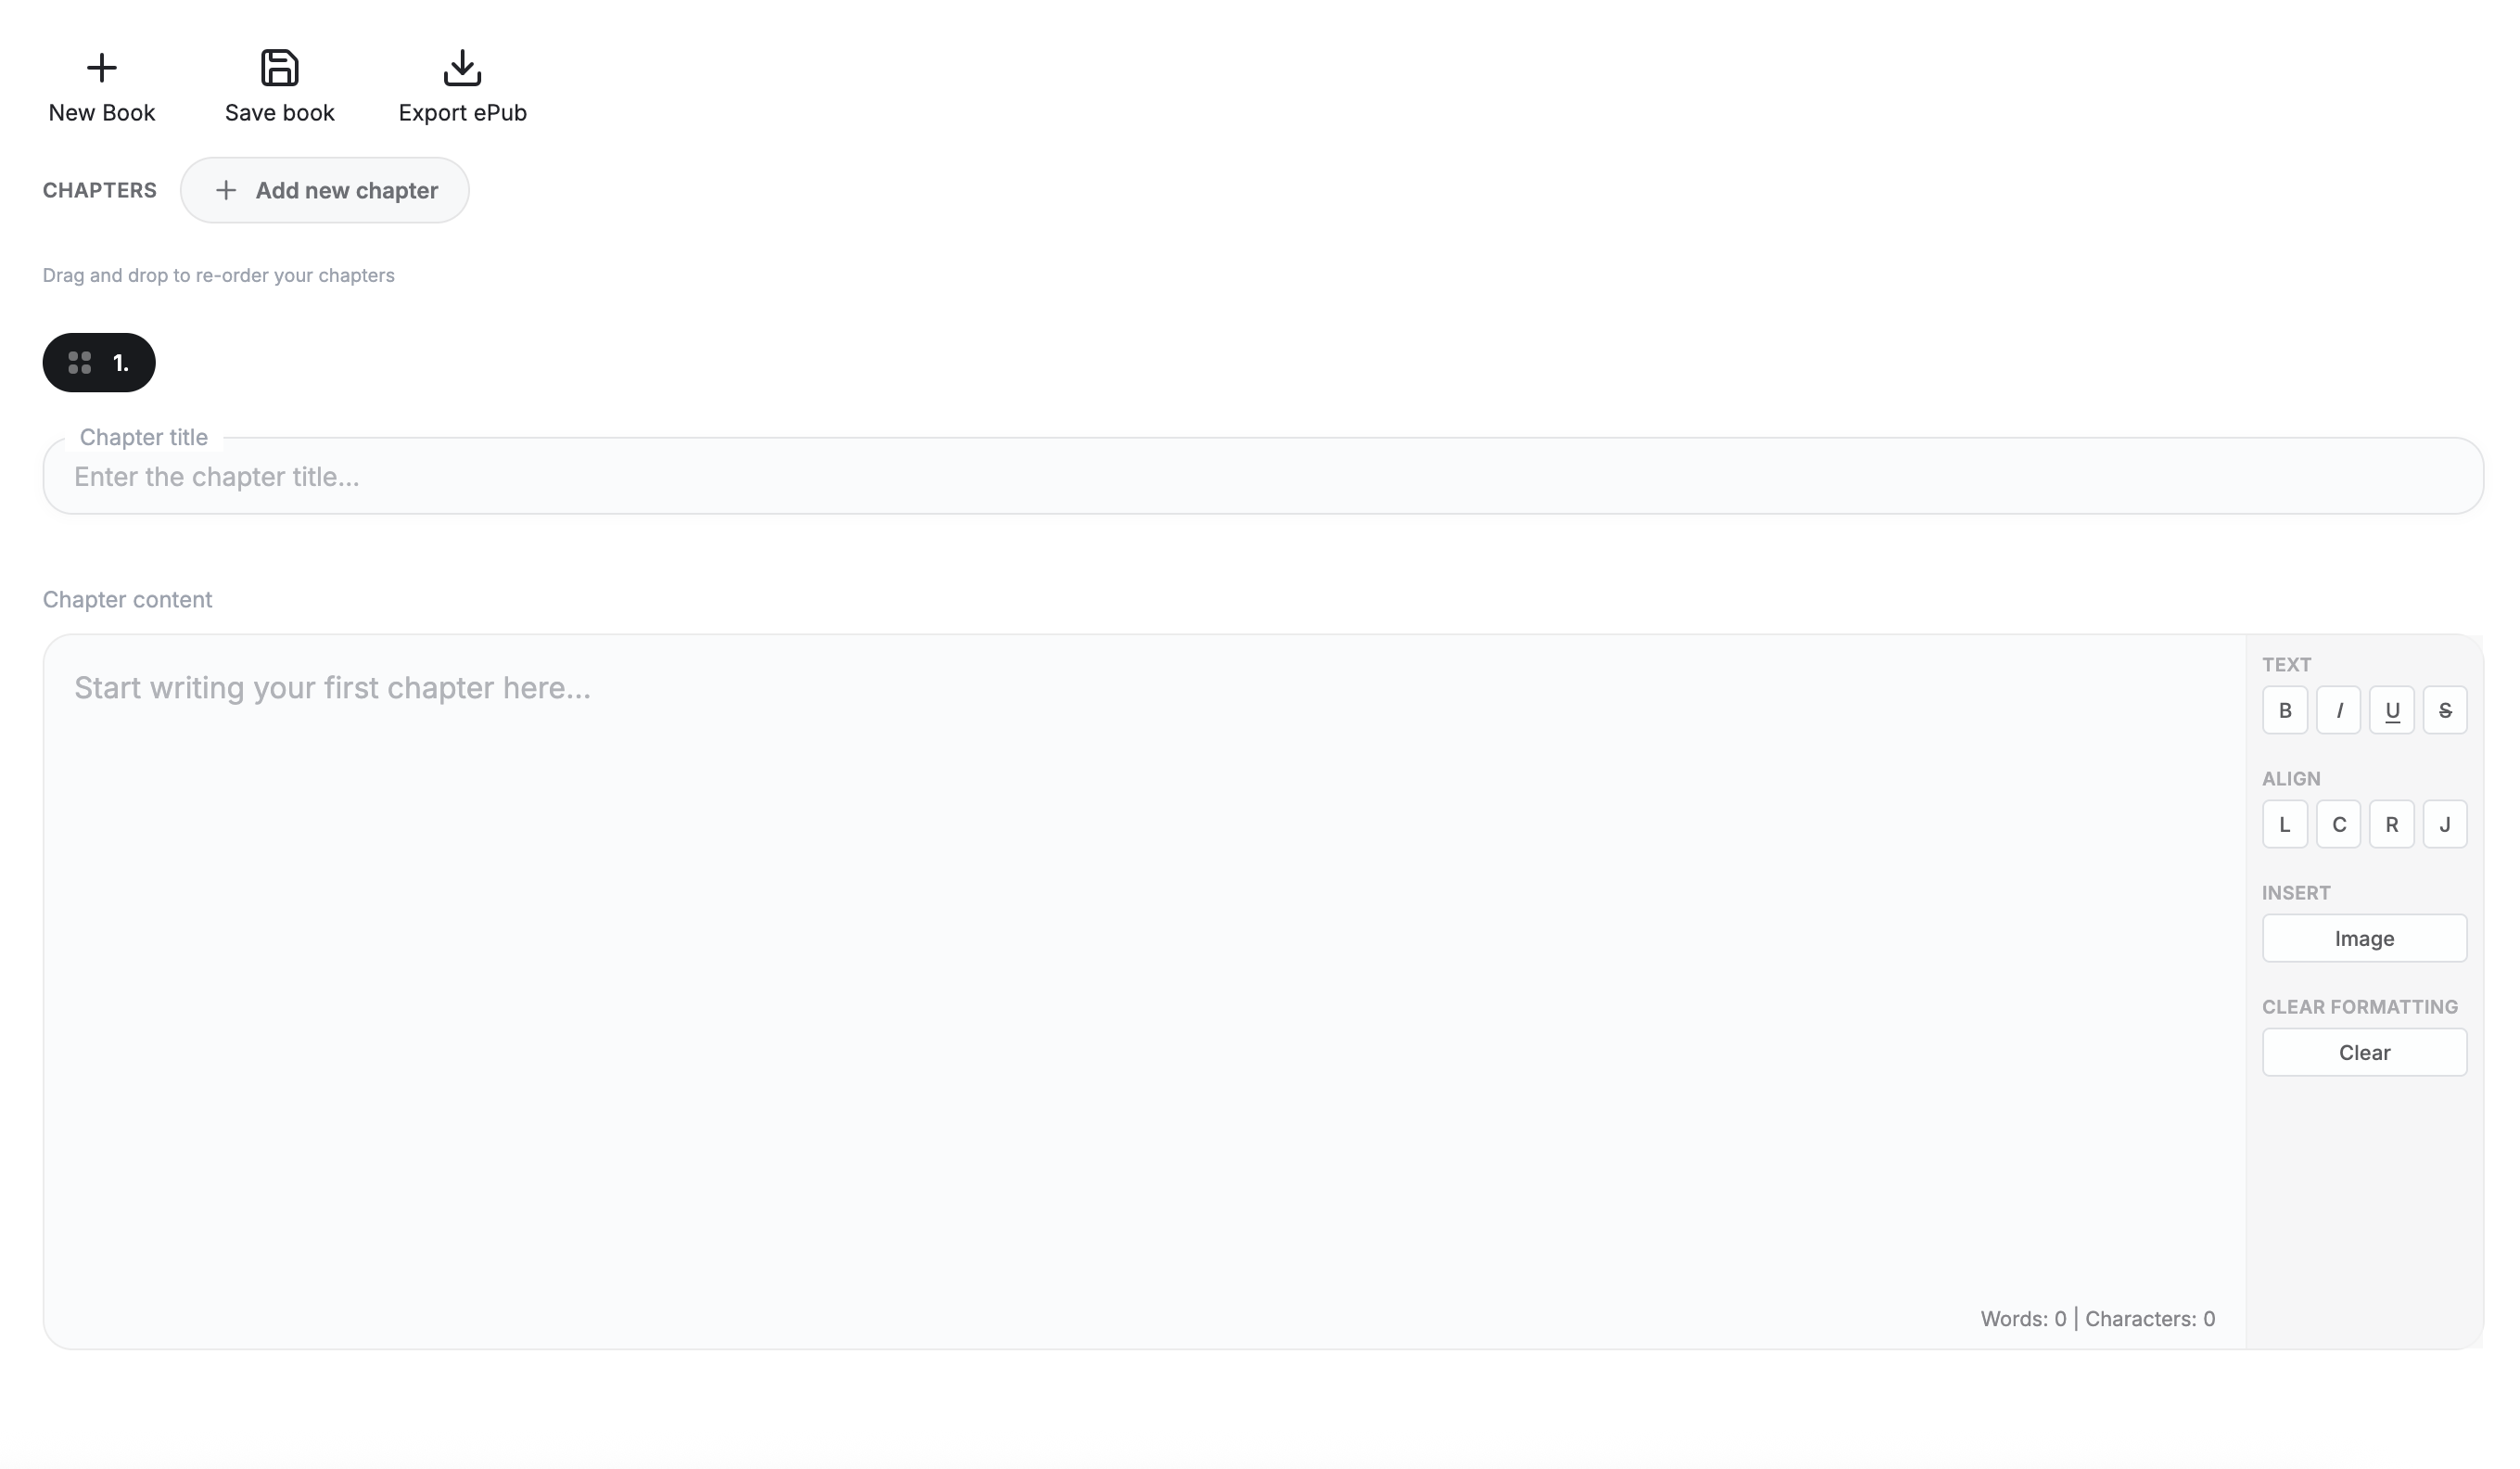 New Book
Save book
Export ePub
CHAPTERS
Add new chapter
Drag and drop to re-order your chapters
1.
Chapter title
Enter the chapter title...
Chapter content
Start writing your first chapter here...
TEXT
B I U S
ALIGN
L C R J
INSERT
Image
CLEAR FORMATTING
Clear
Words: 0 | Characters: 0